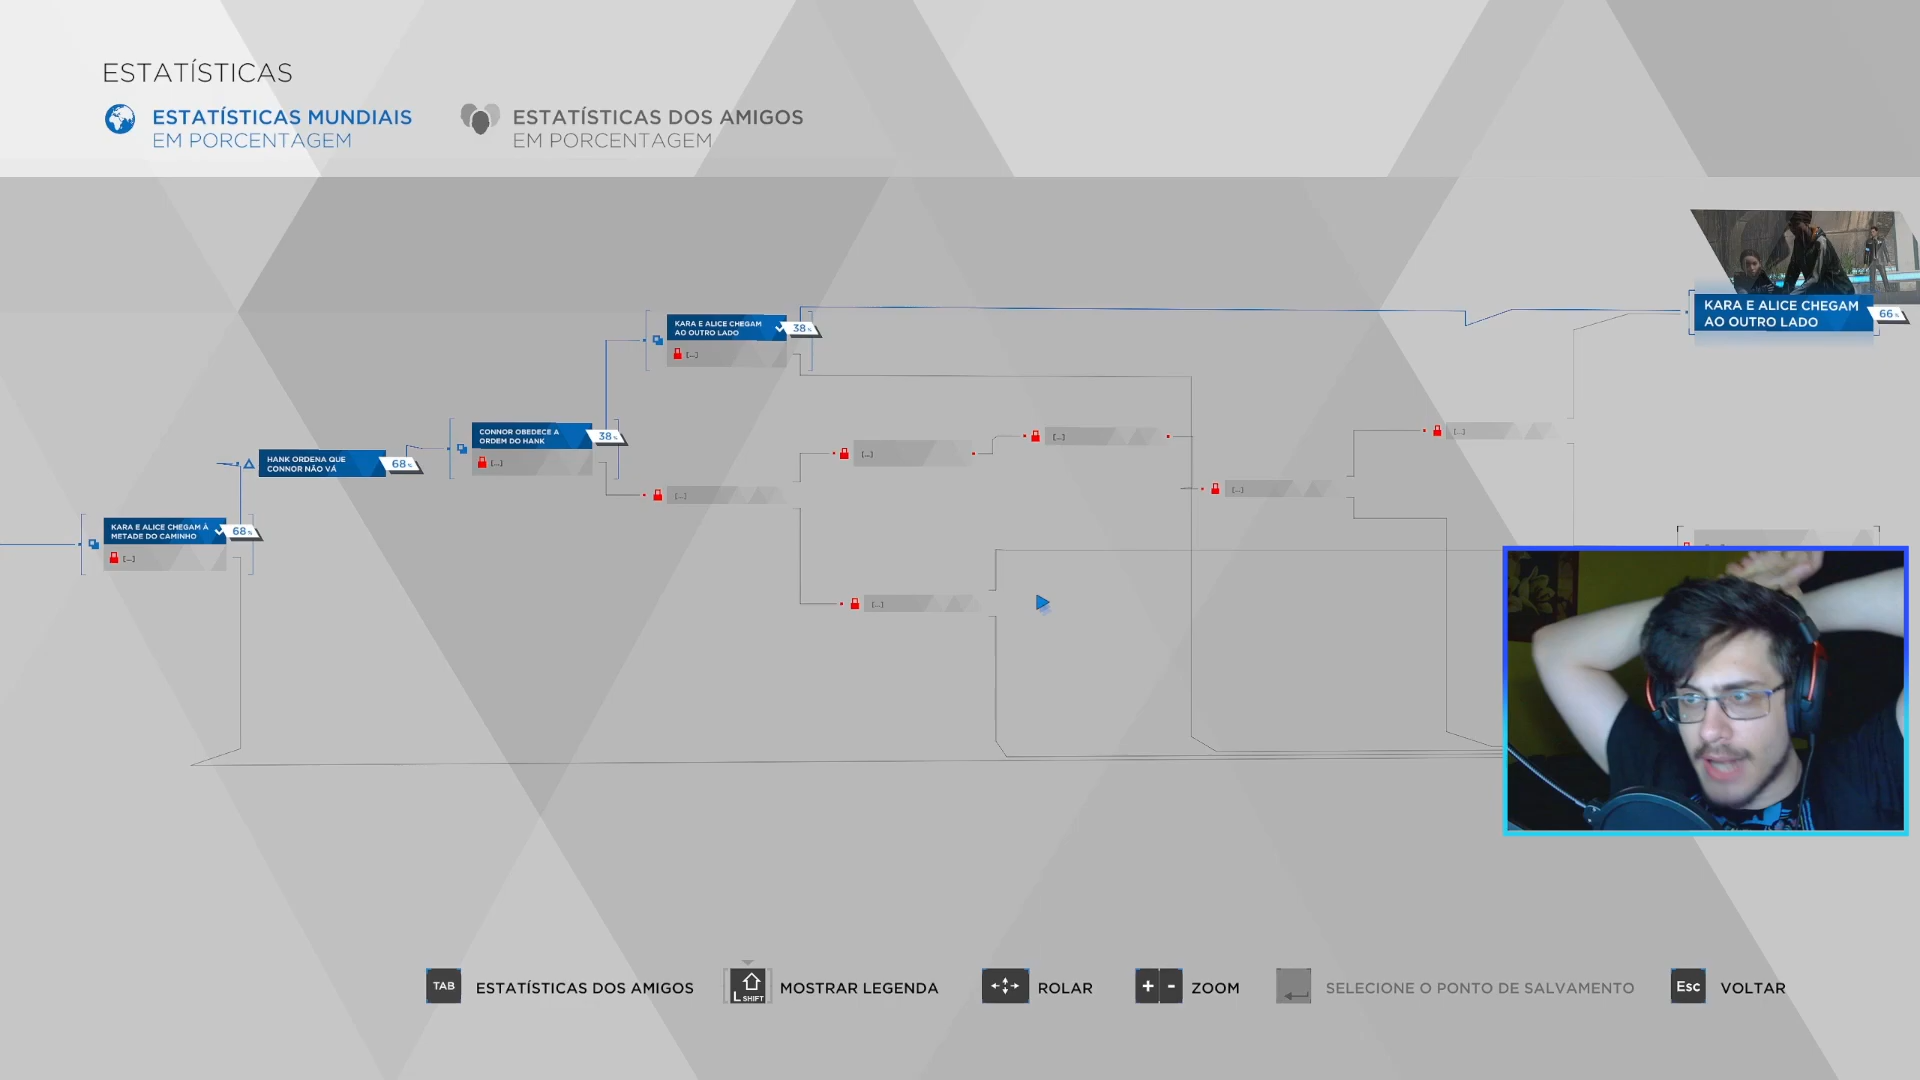 ESTATÍSTICAS
ESTATÍSTICAS MUNDIAIS
EM PORCENTAGEM
ESTATÍSTICAS DOS AMIGOS
EM PORCENTAGEM
KARA E ALICE CHEGAM
AO OUTRO LADO
66%
KARA E ALICE CHEGAM
AO OUTRO LADO
38%
[...]
CONNOR OBEDECE A
ORDEM DO HANK
38%
[...]
HANK ORDENA QUE
CONNOR NÃO VÁ
68%
KARA E ALICE CHEGAM À
METADE DO CAMINHO
68%
[...]
[...]
[...]
[...]
[...]
[...]
[...]
TAB ESTATÍSTICAS DOS AMIGOS
L SHIFT MOSTRAR LEGENDA
ROLAR
+ - ZOOM
SELECIONE O PONTO DE SALVAMENTO
Esc VOLTAR